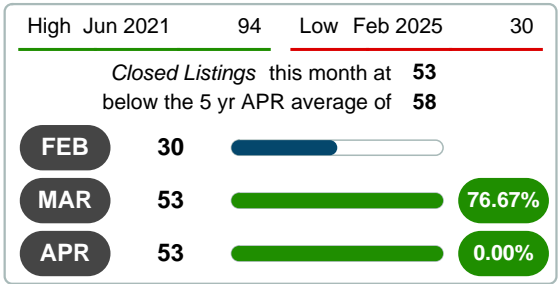 High Jun 2021 94 Low Feb 2025 30
Closed Listings this month at 53
below the 5 yr APR average of 58
FEB 30
MAR 53 76.67%
APR 53 0.00%